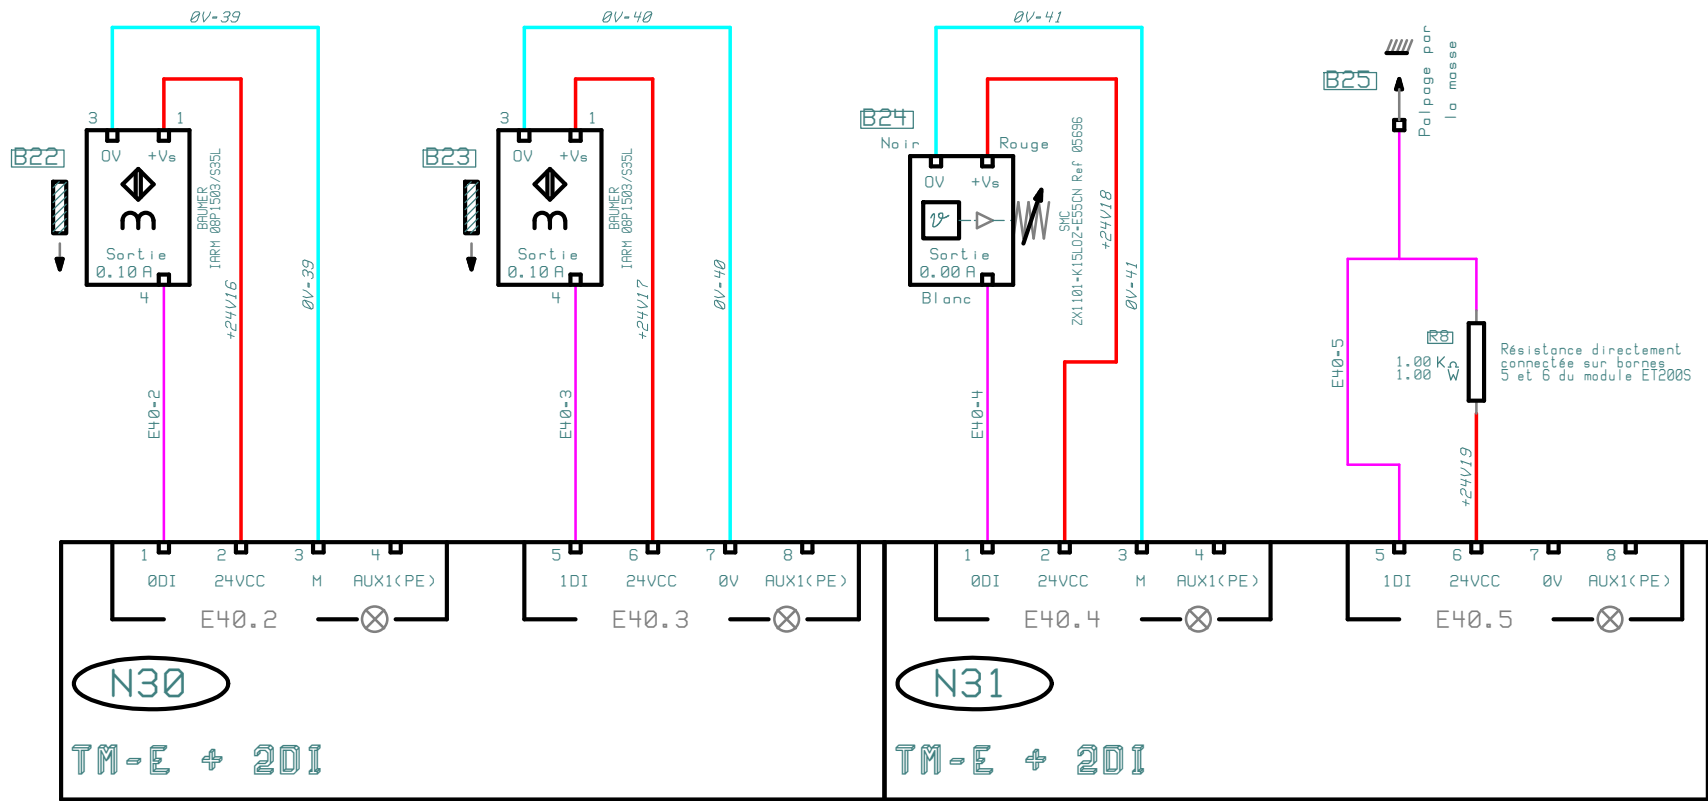 0V-39
3
1
B22
0V
+Vs
Sortie
0.10 A
4
BAUMER
IARM 08P1503/S35L
+24V16
0V-39
E40-2
0V-40
3
1
B23
0V
+Vs
Sortie
0.10 A
4
BAUMER
IARM 08P1503/S35L
+24V17
0V-40
E40-3
0V-41
B24
Noir
Rouge
0V
+Vs
Sortie
0.00 A
Blanc
SMC
ZX1101-K15LOZ-E55CN Ref 05696
+24V18
0V-41
E40-4
B25
Palpage par
la masse
E40-5
R8
1.00 KΩ
1.00 W
Résistance directement
connectée sur bornes
5 et 6 du module ET200S
+24V19
1 2 3 4 5 6 7 8
0DI 24VCC M AUX1(PE) 1DI 24VCC 0V AUX1(PE)
E40.2 E40.3
N30
TM-E + 2DI
1 2 3 4 5 6 7 8
0DI 24VCC M AUX1(PE) 1DI 24VCC 0V AUX1(PE)
E40.4 E40.5
N31
TM-E + 2DI